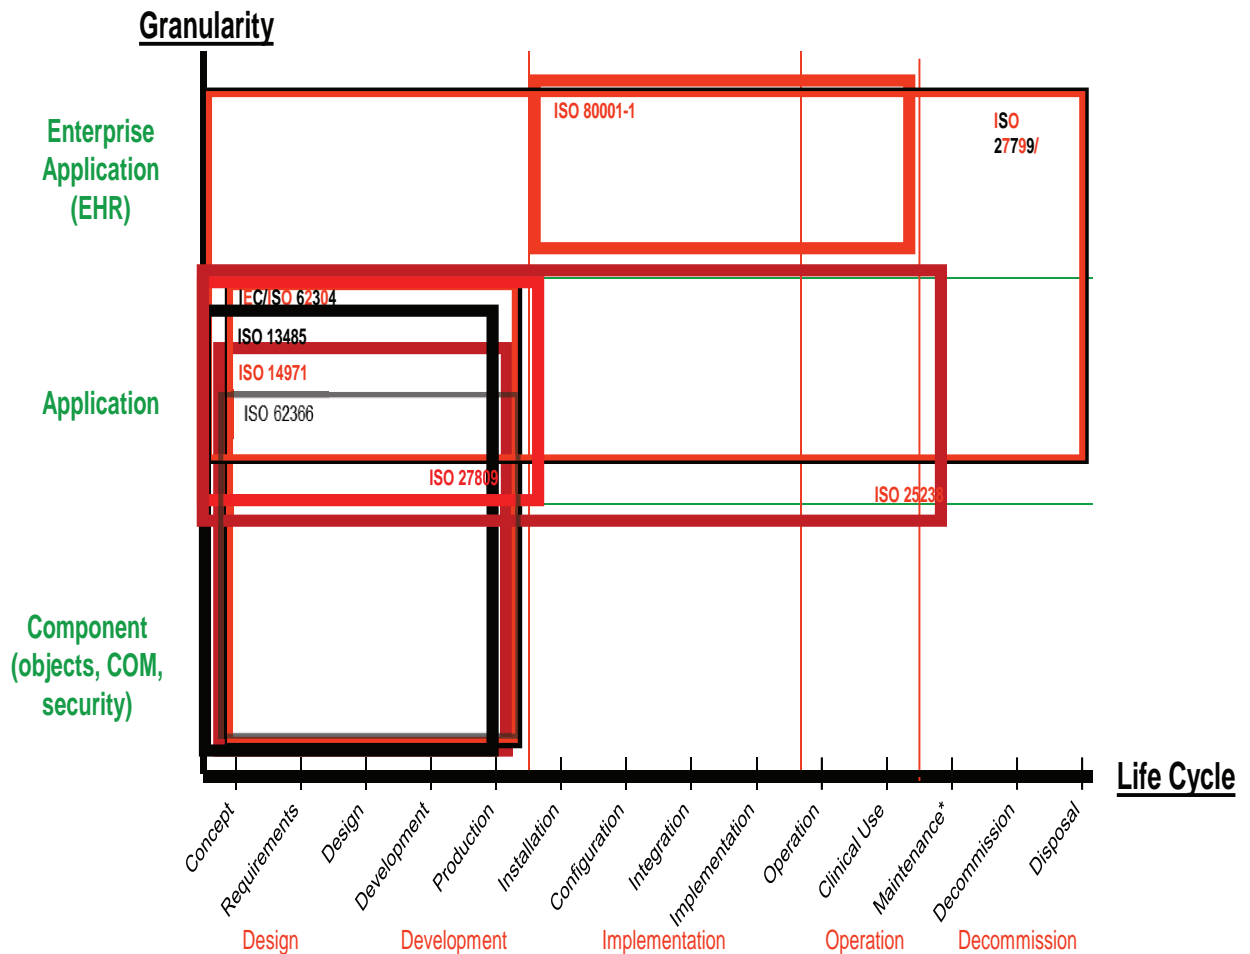 Granularity
ISO 80001-1
ISO
27799/
Enterprise
Application
(EHR)
IEC/ISO 62304
ISO 13485
ISO 14971
ISO 62366
Application
ISO 27809
ISO 25238
Component
(objects, COM,
security)
Life Cycle
Concept
Requirements
Design
Development
Production
Installation
Configuration
Integration
Implementation
Operation
Clinical Use
Maintenance*
Decommission
Disposal
Design
Development
Implementation
Operation
Decommission